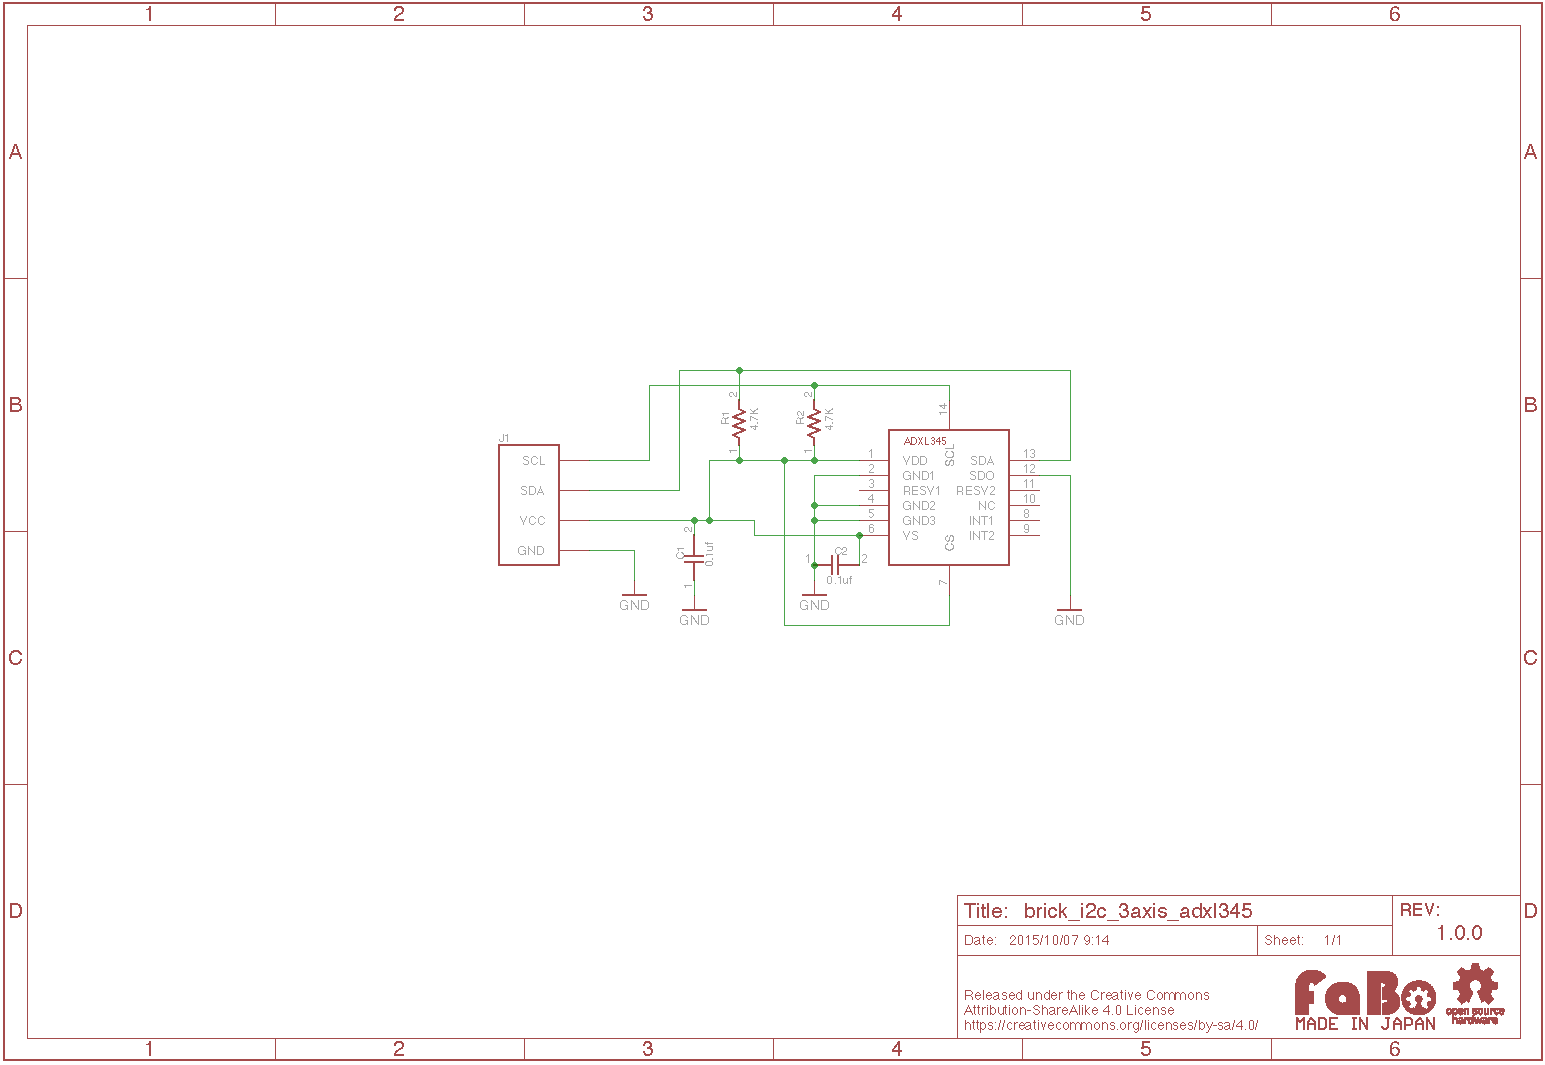 1 2 3 4 5 6
A A
B B
C C
D D
J1
SCL
SDA
VCC
GND
GND
C1
0.1uf
2
1
GND
R1
4.7K
2
1
R2
4.7K
2
1
C2
0.1uf
1
2
GND
ADXL345
14 SCL
1 VDD
2 GND1
3 RESY1
4 GND2
5 GND3
6 VS
7 CS
SDA 13
SDO 12
RESY2 11
NC 10
INT1 8
INT2 9
GND
Title: brick_i2c_3axis_adxl345
REV:
1.0.0
Date: 2015/10/07 9:14
Sheet: 1/1
Released under the Creative Commons
Attribution-ShareAlike 4.0 License
https://creativecommons.org/licenses/by-sa/4.0/
FaBo
MADE IN JAPAN
open source
hardware
1 2 3 4 5 6